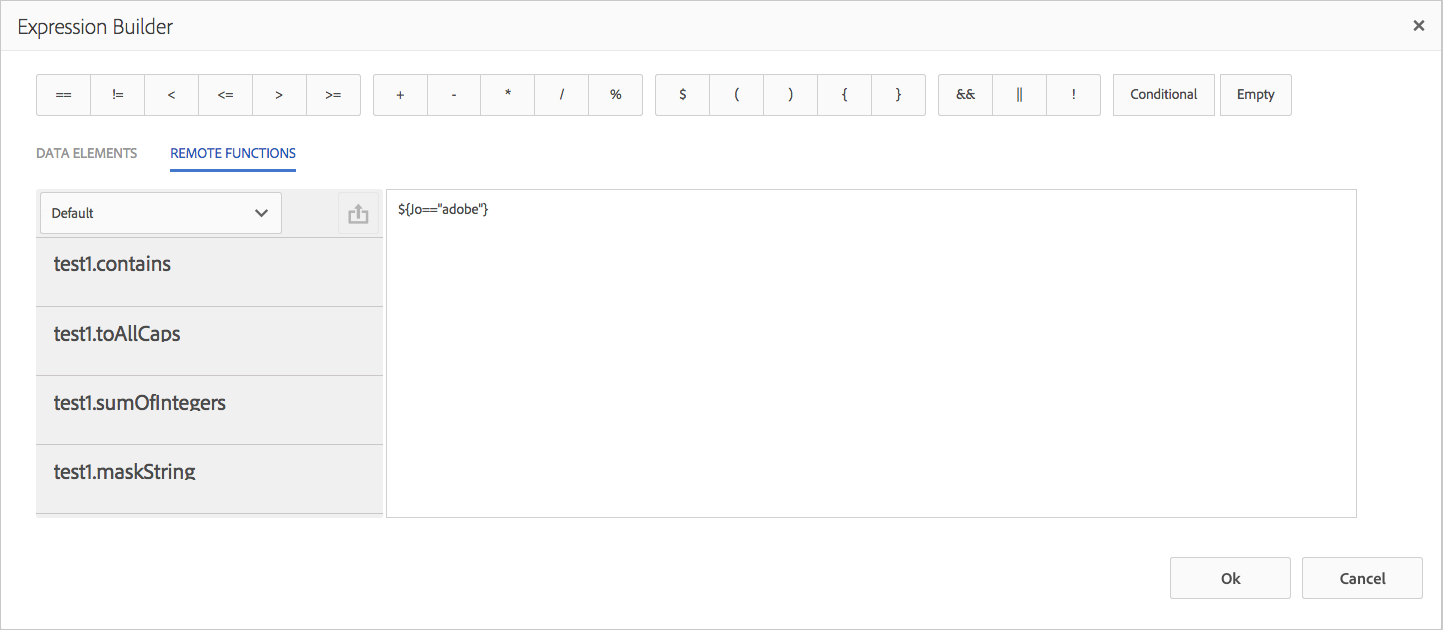 Expression Builder ×
== != < <= > >= + - * / % $ ( ) { } && || ! Conditional Empty
DATA ELEMENTS REMOTE FUNCTIONS
Default
${Jo=="adobe"}
test1.contains
test1.toAllCaps
test1.sumOfIntegers
test1.maskString
Ok Cancel